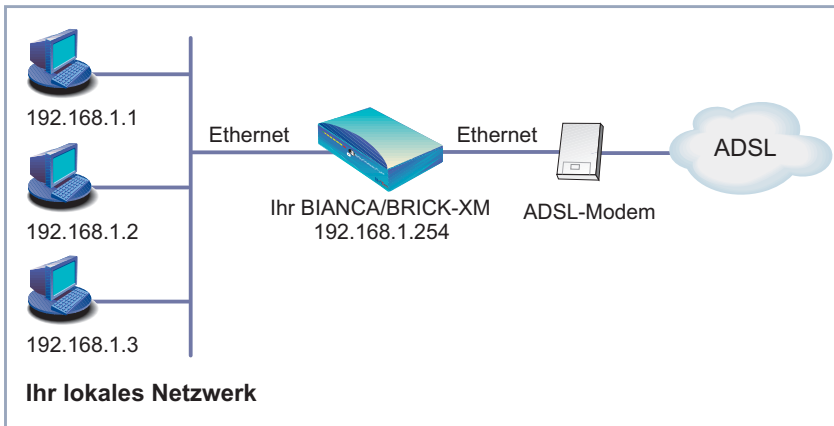 192.168.1.1
Ethernet
Ethernet
ADSL
192.168.1.2
Ihr BIANCA/BRICK-XM
192.168.1.254
ADSL-Modem
192.168.1.3
Ihr lokales Netzwerk